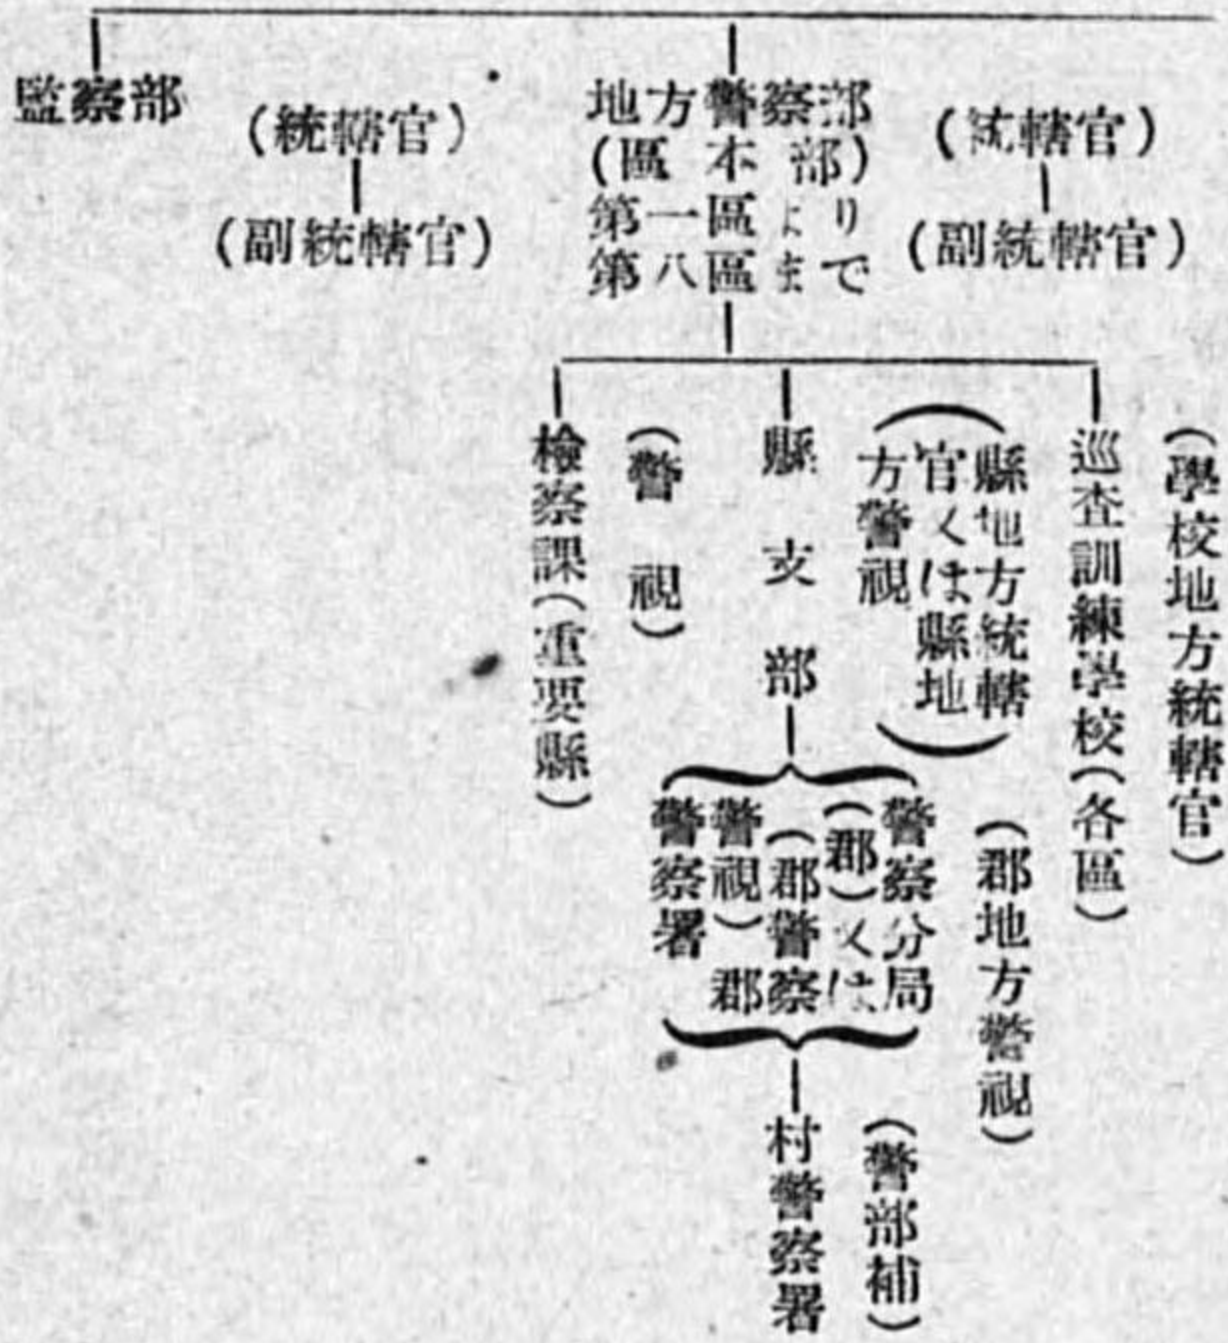 (統轄官)
(副統轄官)
地方警察部
(區本部)
第一區より
第八區まで
(統轄官)
(副統轄官)
監察部
(學校地方統轄官)
巡査訓練學校(各區)
(縣地方統轄
官くは縣地
方警視)
縣支部
(警視)
檢察課(重要縣)
(郡地方警視)
警察分局
(郡)くは
(郡警察
警視)郡
警察署
(警部補)
村警察署